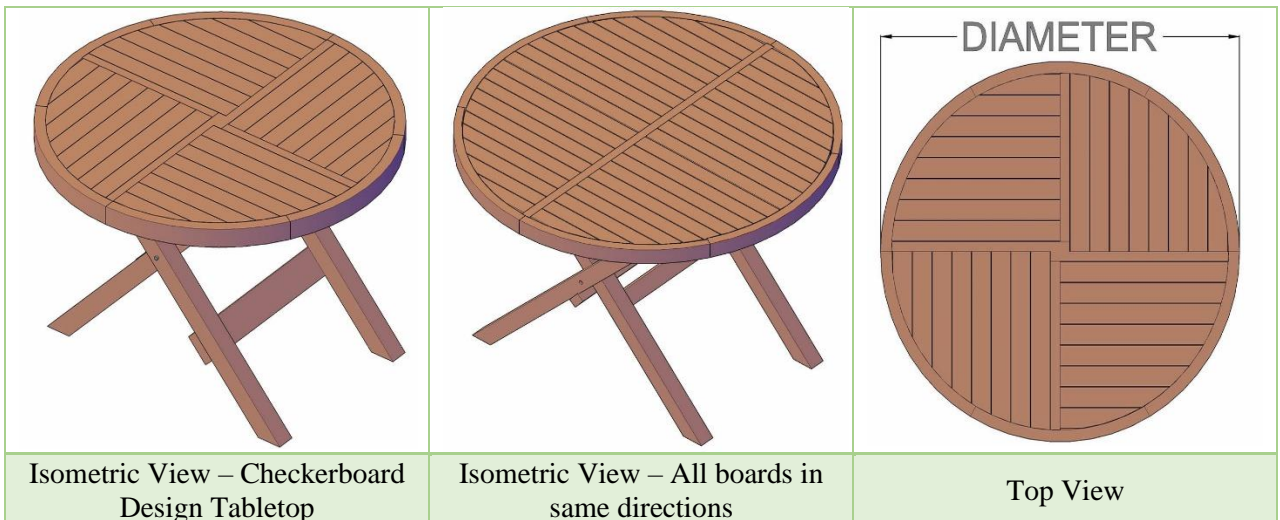 DIAMETER
Isometric View – Checkerboard
Design Tabletop
Isometric View – All boards in
same directions
Top View